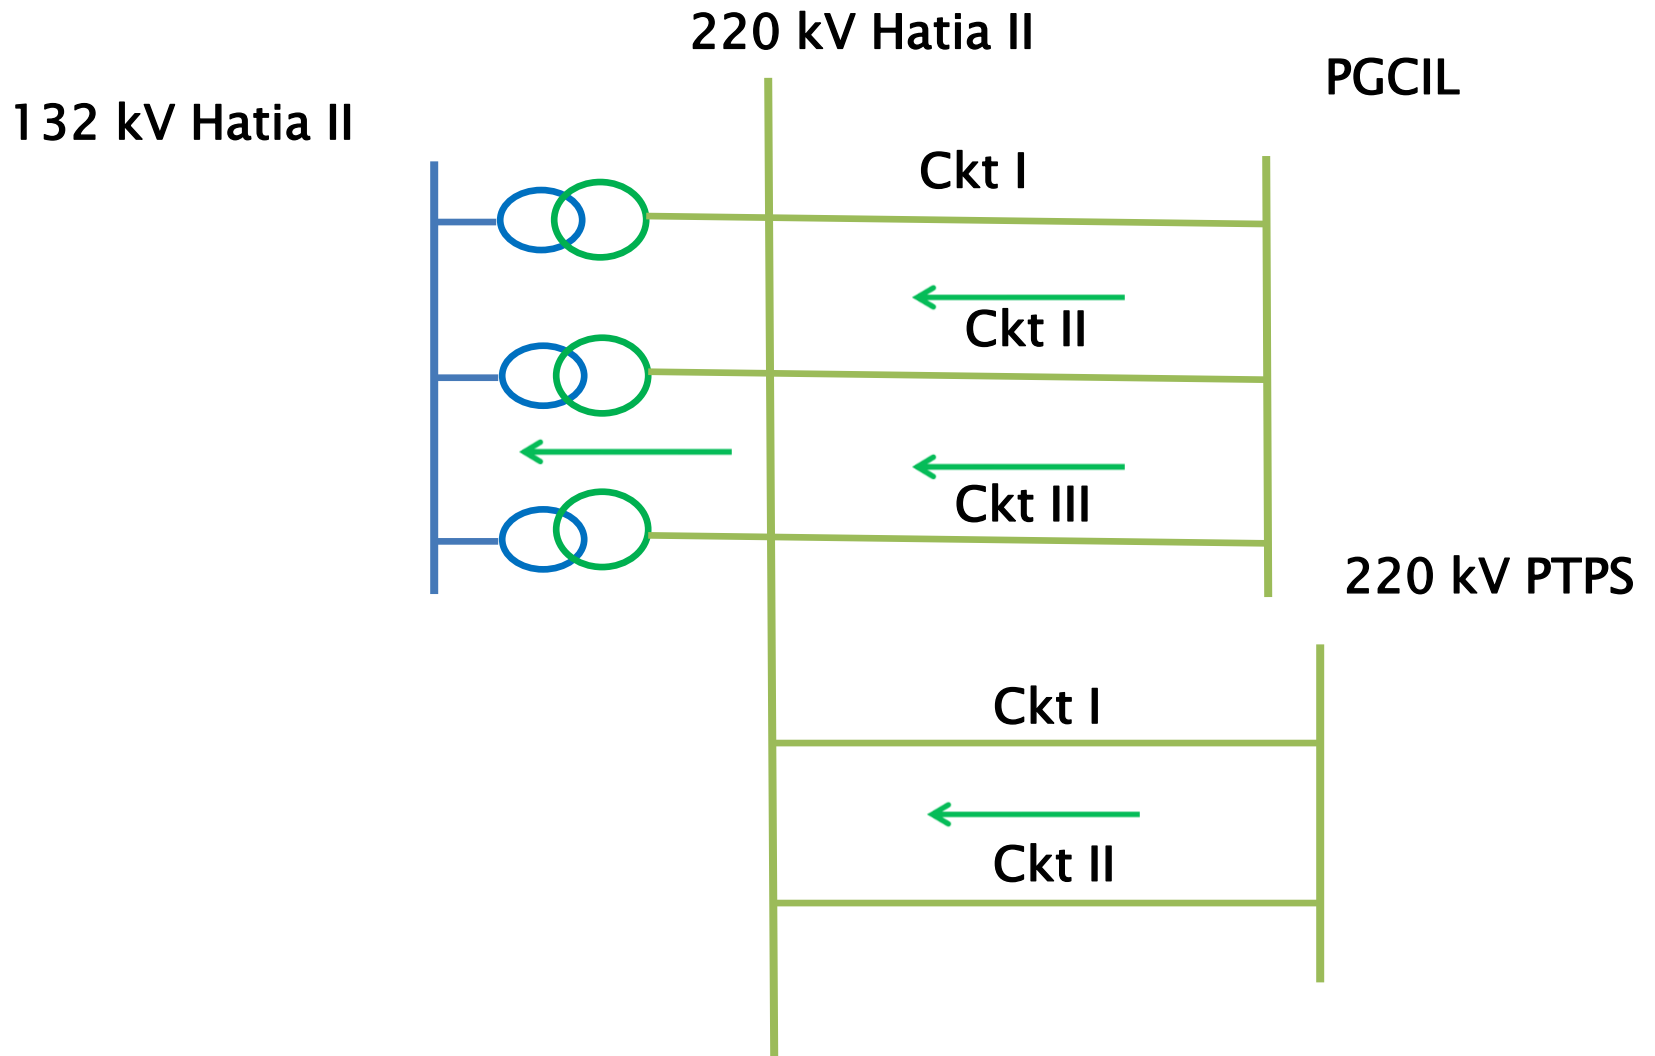 220 kV Hatia II
PGCIL
132 kV Hatia II
Ckt I
Ckt II
Ckt III
220 kV PTPS
Ckt I
Ckt II